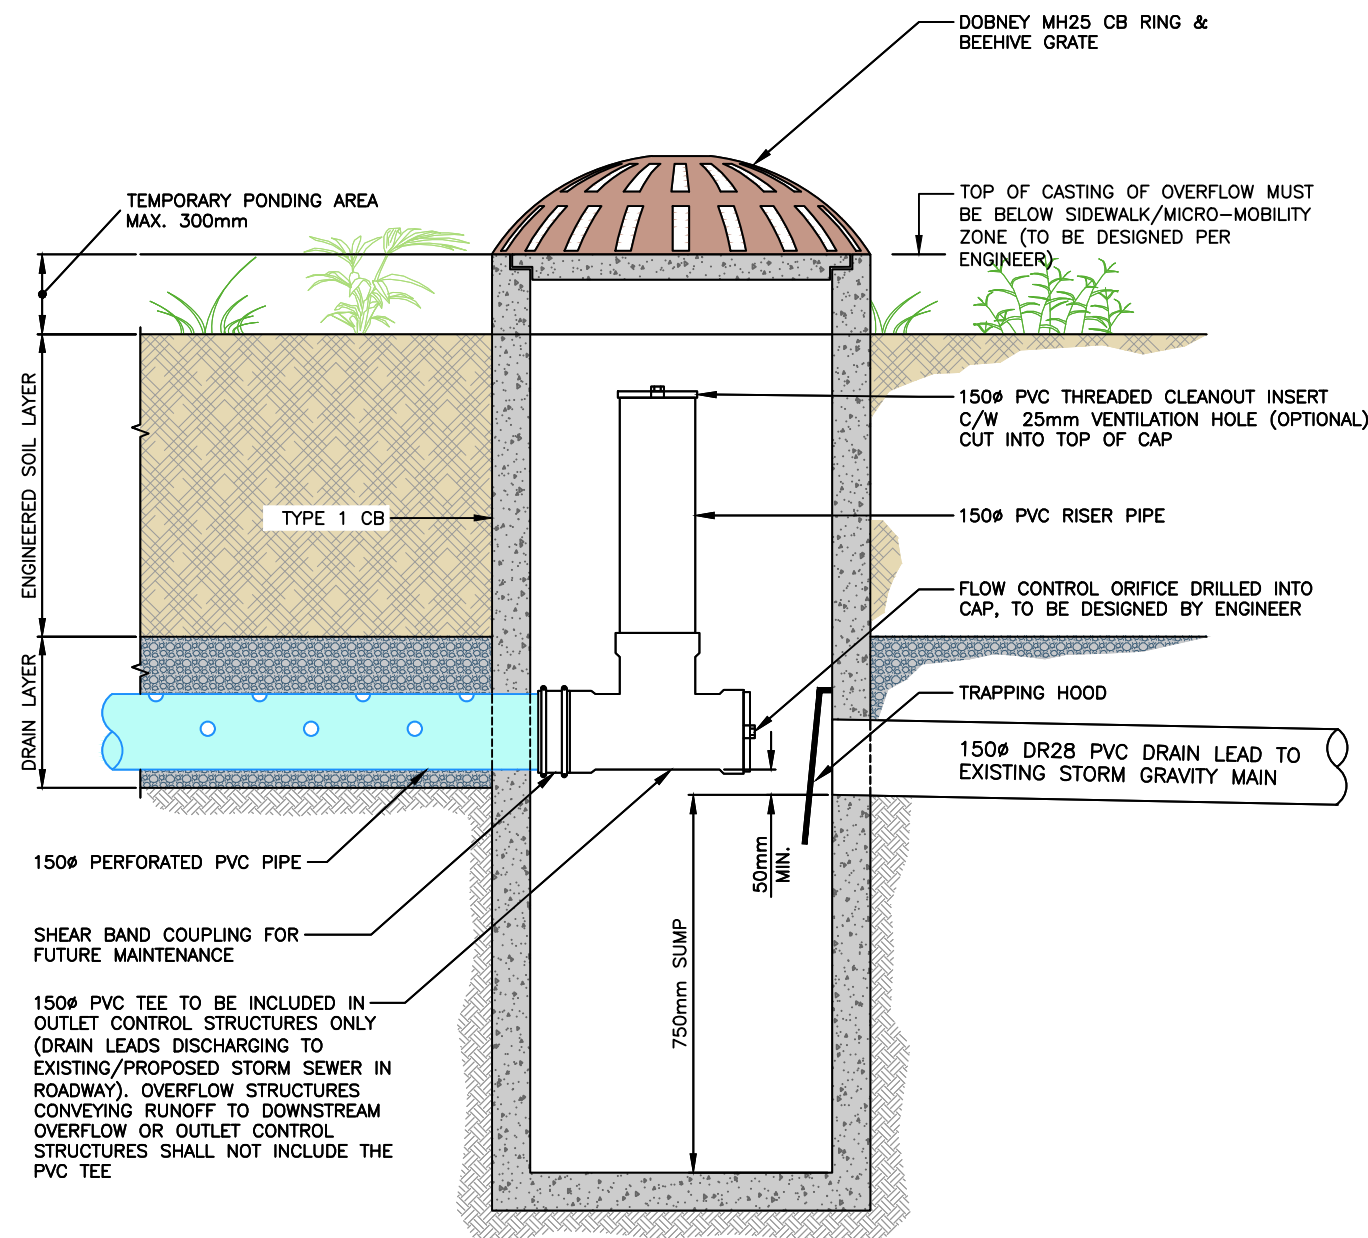 DOBNEY MH25 CB RING &
BEEHIVE GRATE
TEMPORARY PONDING AREA
MAX. 300mm
TOP OF CASTING OF OVERFLOW MUST
BE BELOW SIDEWALK/MICRO-MOBILITY
ZONE (TO BE DESIGNED PER
ENGINEER)
ENGINEERED SOIL LAYER
150ø PVC THREADED CLEANOUT INSERT
C/W 25mm VENTILATION HOLE (OPTIONAL)
CUT INTO TOP OF CAP
TYPE 1 CB
150ø PVC RISER PIPE
FLOW CONTROL ORIFICE DRILLED INTO
CAP, TO BE DESIGNED BY ENGINEER
DRAIN LAYER
TRAPPING HOOD
150ø DR28 PVC DRAIN LEAD TO
EXISTING STORM GRAVITY MAIN
150ø PERFORATED PVC PIPE
50mm
MIN.
SHEAR BAND COUPLING FOR
FUTURE MAINTENANCE
750mm SUMP
150ø PVC TEE TO BE INCLUDED IN
OUTLET CONTROL STRUCTURES ONLY
(DRAIN LEADS DISCHARGING TO
EXISTING/PROPOSED STORM SEWER IN
ROADWAY). OVERFLOW STRUCTURES
CONVEYING RUNOFF TO DOWNSTREAM
OVERFLOW OR OUTLET CONTROL
STRUCTURES SHALL NOT INCLUDE THE
PVC TEE